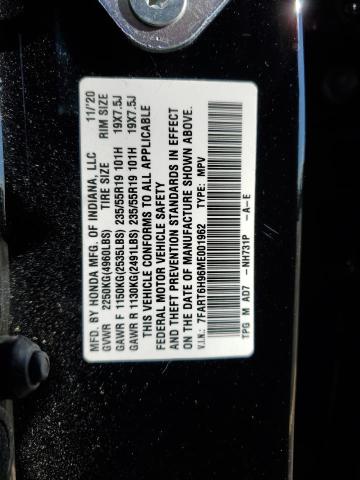 MFD. BY HONDA MFG. OF INDIANA, LLC 11/'20
GVWR 2250KG(4960LBS) TIRE SIZE RIM SIZE
GAWR F 1150KG(2535LBS) 235/55R19 101H 19X7.5J
GAWR R 1130KG(2491LBS) 235/55R19 101H 19X7.5J
THIS VEHICLE CONFORMS TO ALL APPLICABLE
FEDERAL MOTOR VEHICLE SAFETY
AND THEFT PREVENTION STANDARDS IN EFFECT
ON THE DATE OF MANUFACTURE SHOWN ABOVE.
V.I.N.: 7FART6H96ME001962 TYPE: MPV
TPG M AD7 -NH731P -A-E